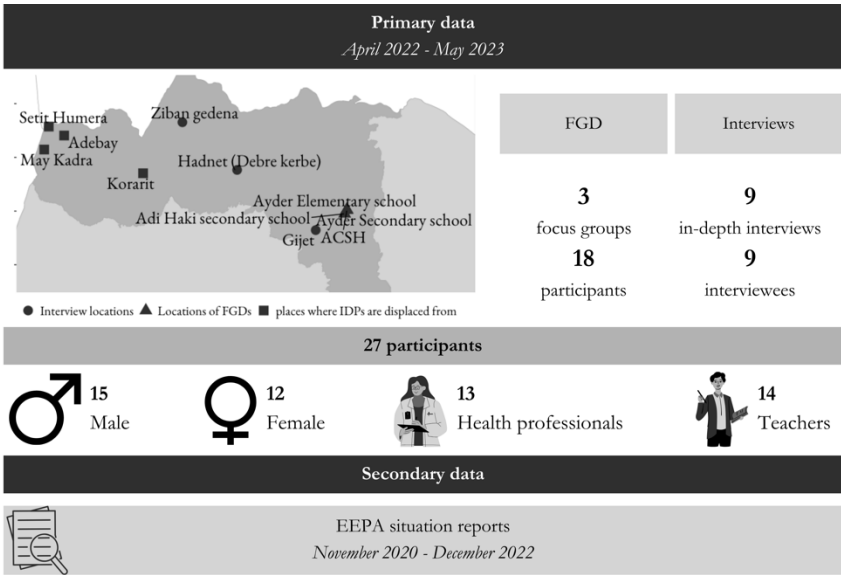 Primary data
April 2022 - May 2023
Setit Humera
Ziban gedena
Adebay
May Kadra
Hadnet (Debre kerbe)
Korarit
Ayder Elementary school
Adi Haki secondary school
Ayder Secondary school
Gijet
ACSH
Interview locations
Locations of FGDs
places where IDPs are displaced from
FGD
Interviews
3
focus groups
18
participants
9
in-depth interviews
9
interviewees
27 participants
15
Male
12
Female
13
Health professionals
14
Teachers
Secondary data
EEPA situation reports
November 2020 - December 2022